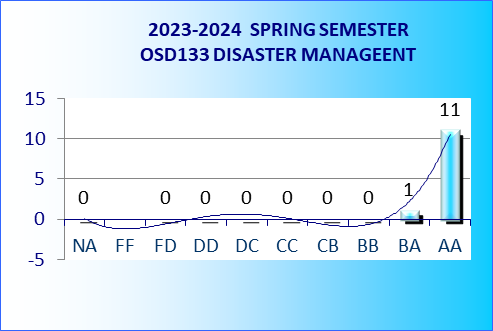 2023-2024 SPRING SEMESTER
OSD133 DISASTER MANAGEENT
15
10
5
0
-5
0 0 0 0 0 0 0 1 11
NA FF FD DD DC CC CB BB BA AA